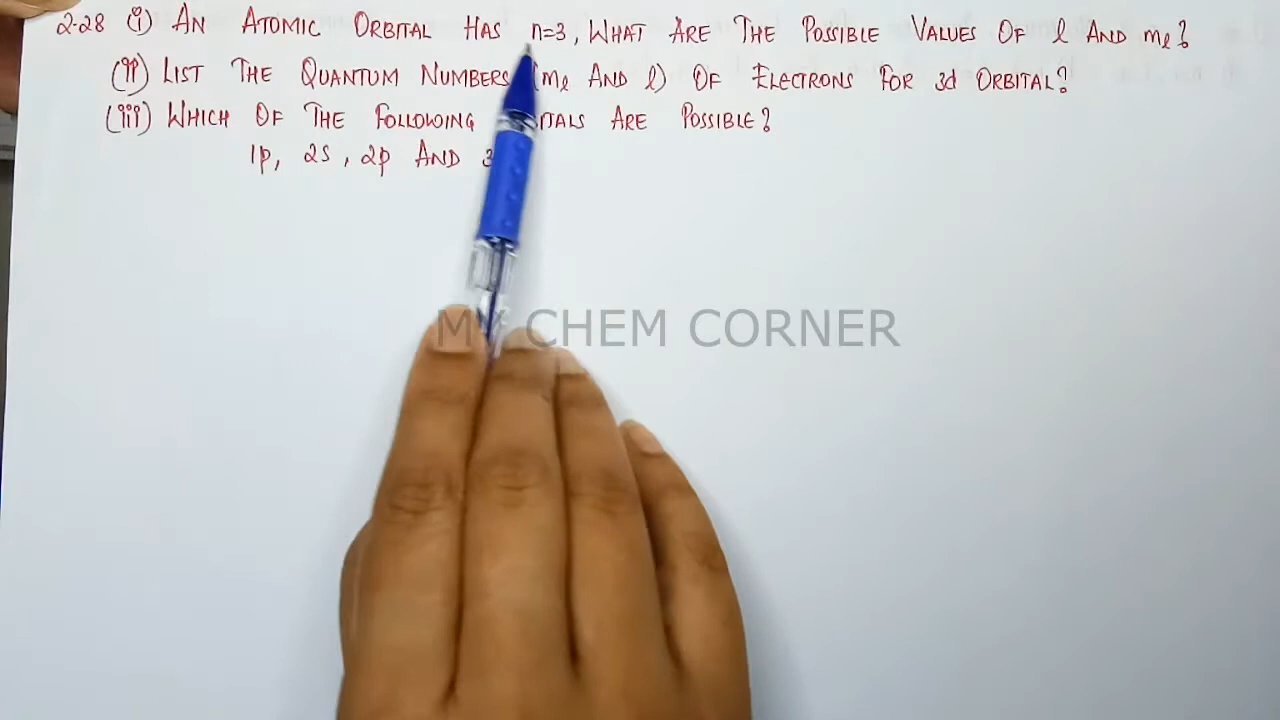 2.28 (i) AN ATOMIC ORBITAL HAS n=3, WHAT ARE THE POSSIBLE VALUES OF l AND ml?
(ii) LIST THE QUANTUM NUMBERS (ml AND l) OF ELECTRONS FOR 3d ORBITAL?
(iii) WHICH OF THE FOLLOWING ARE POSSIBLE?
1p, 2s, 2p AND
MY CHEM CORNER